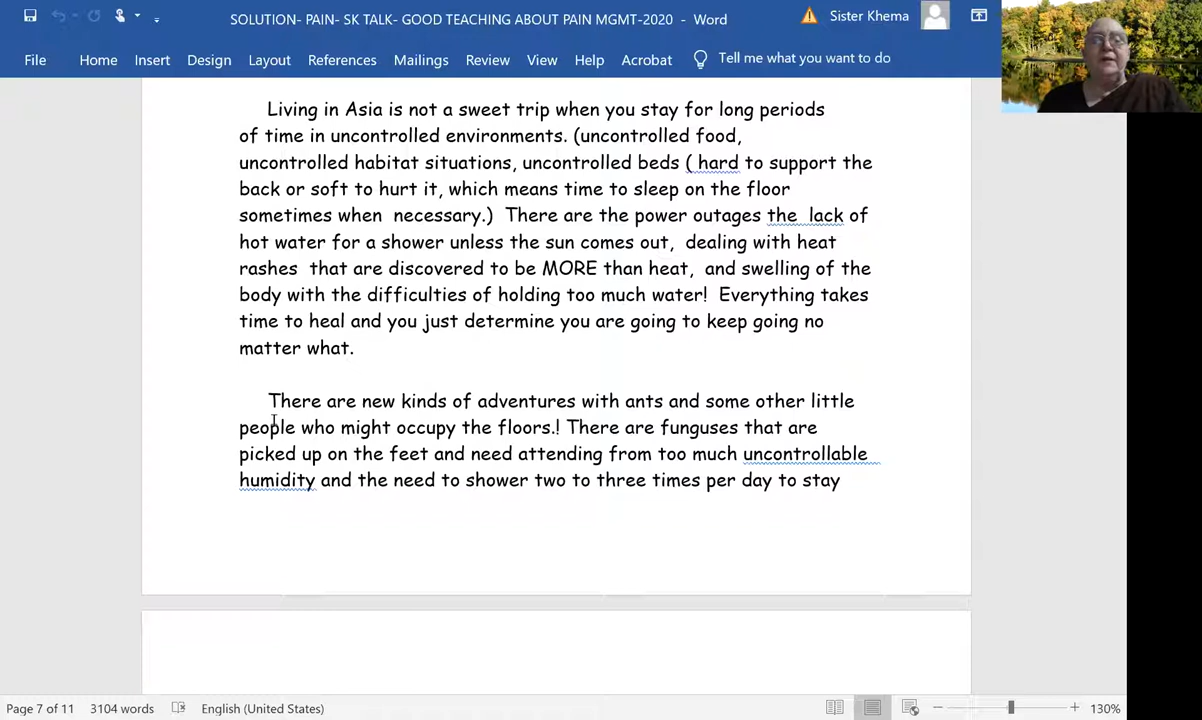 SOLUTION- PAIN- SK TALK- GOOD TEACHING ABOUT PAIN MGMT-2020 - Word
Sister Khema
File Home Insert Design Layout References Mailings Review View Help Acrobat Tell me what you want to do
Living in Asia is not a sweet trip when you stay for long periods
of time in uncontrolled environments. (uncontrolled food,
uncontrolled habitat situations, uncontrolled beds ( hard to support the
back or soft to hurt it, which means time to sleep on the floor
sometimes when necessary.) There are the power outages the lack of
hot water for a shower unless the sun comes out, dealing with heat
rashes that are discovered to be MORE than heat, and swelling of the
body with the difficulties of holding too much water! Everything takes
time to heal and you just determine you are going to keep going no
matter what.
There are new kinds of adventures with ants and some other little
people who might occupy the floors.! There are funguses that are
picked up on the feet and need attending from too much uncontrollable
humidity and the need to shower two to three times per day to stay
Page 7 of 11 3104 words English (United States) 130%